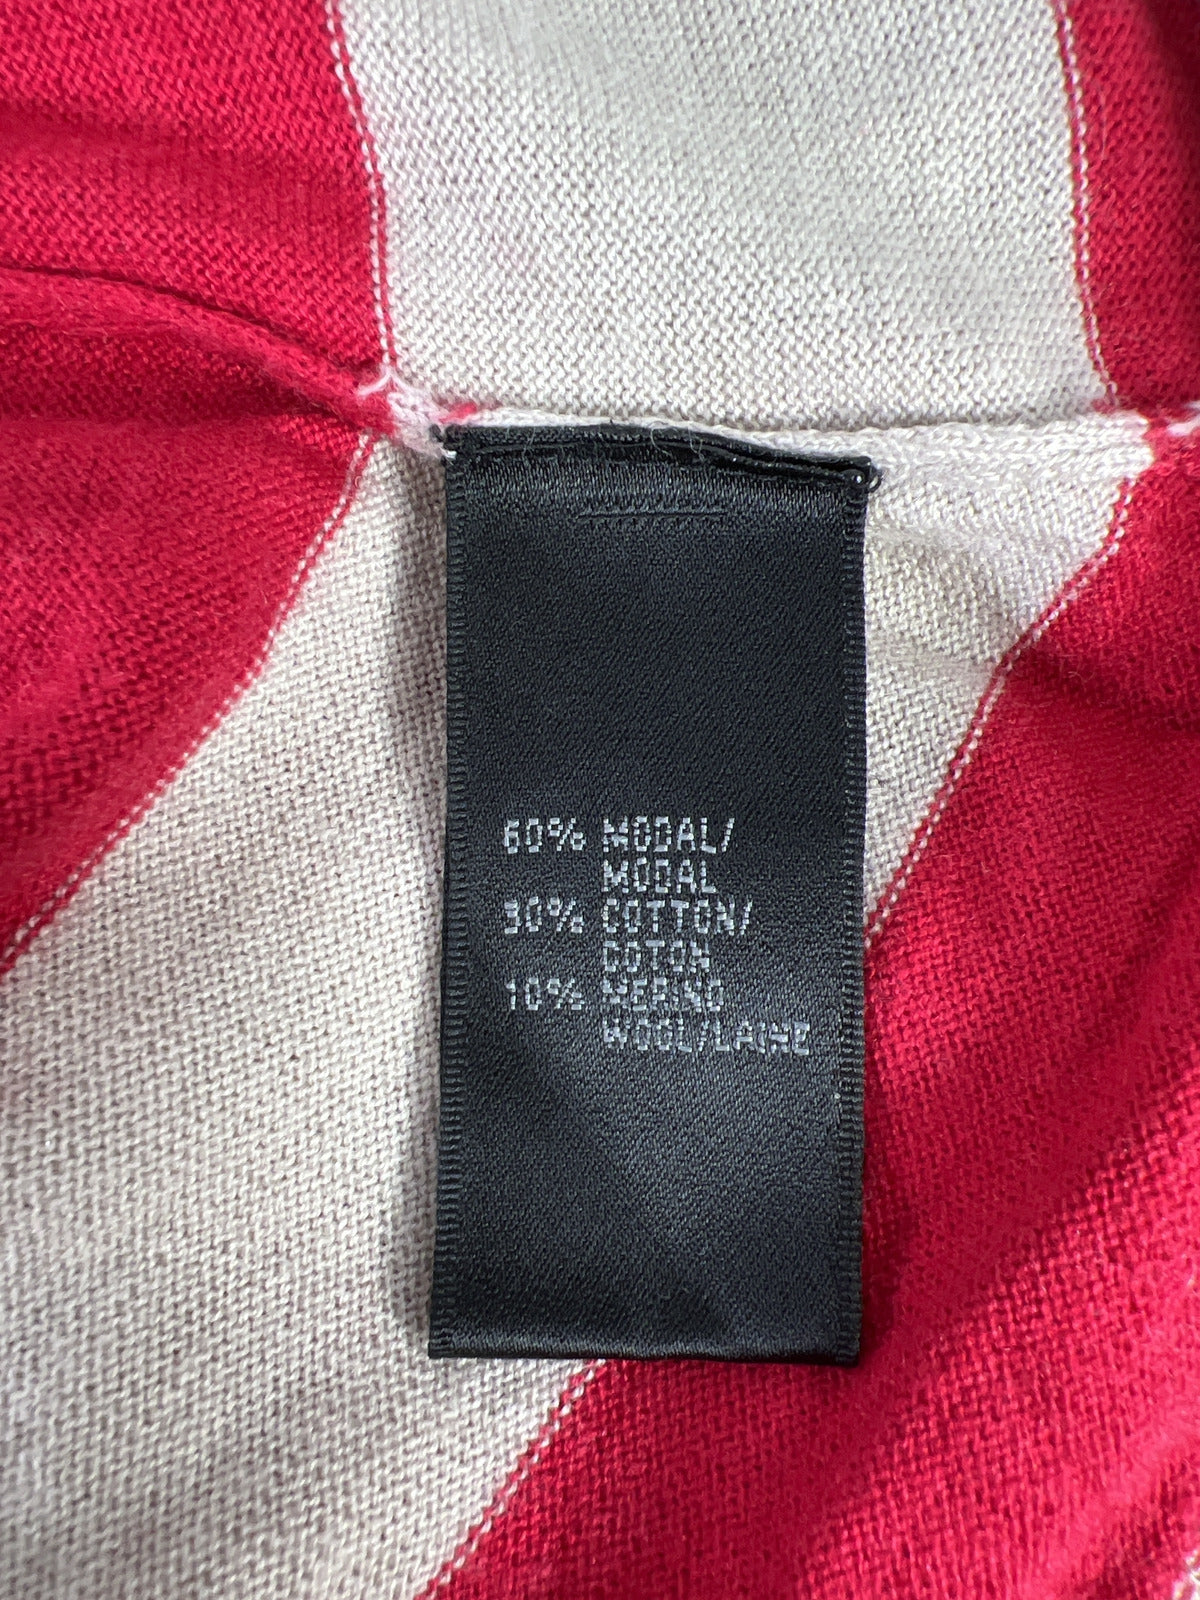 60% MODAL/
MODAL
30% COTTON/
COTON
10% MERINO
WOOL/LAINE